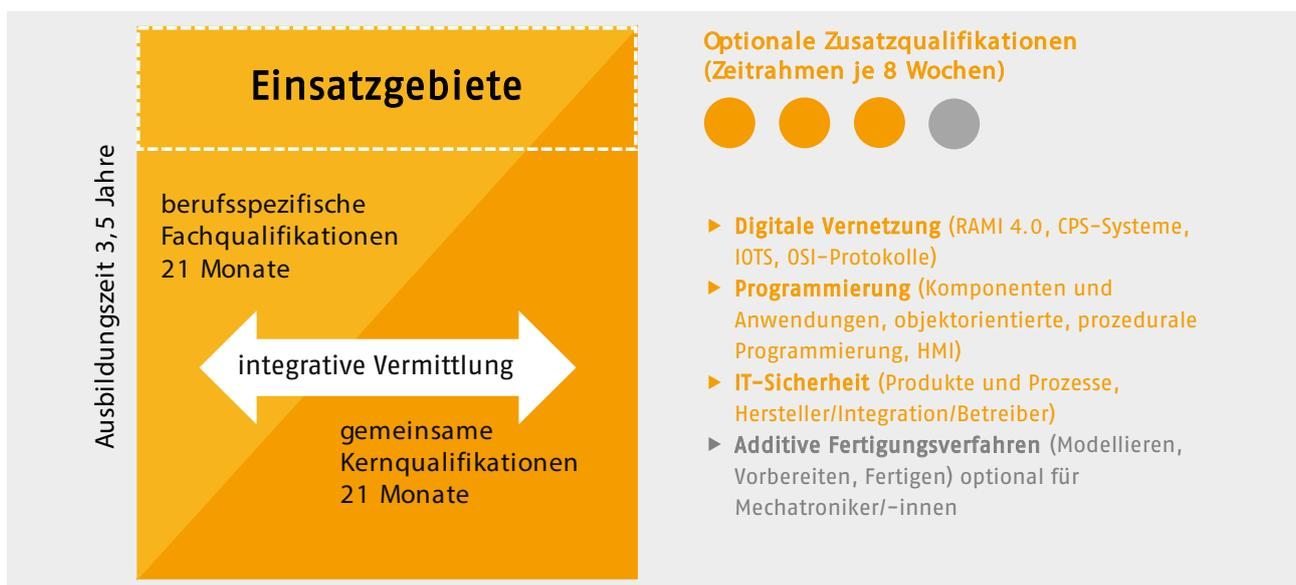 Ausbildungszeit 3,5 Jahre
Einsatzgebiete
berufsspezifische
Fachqualifikationen
21 Monate
integrative Vermittlung
gemeinsame
Kernqualifikationen
21 Monate
Optionale Zusatzqualifikationen
(Zeitrahmen je 8 Wochen)
► Digitale Vernetzung (RAMI 4.0, CPS-Systeme,
IOTS, OSI-Protokolle)
► Programmierung (Komponenten und
Anwendungen, objektorientierte, prozedurale
Programmierung, HMI)
► IT-Sicherheit (Produkte und Prozesse,
Hersteller/Integration/Betreiber)
► Additive Fertigungsverfahren (Modellieren,
Vorbereiten, Fertigen) optional für
Mechatroniker/-innen